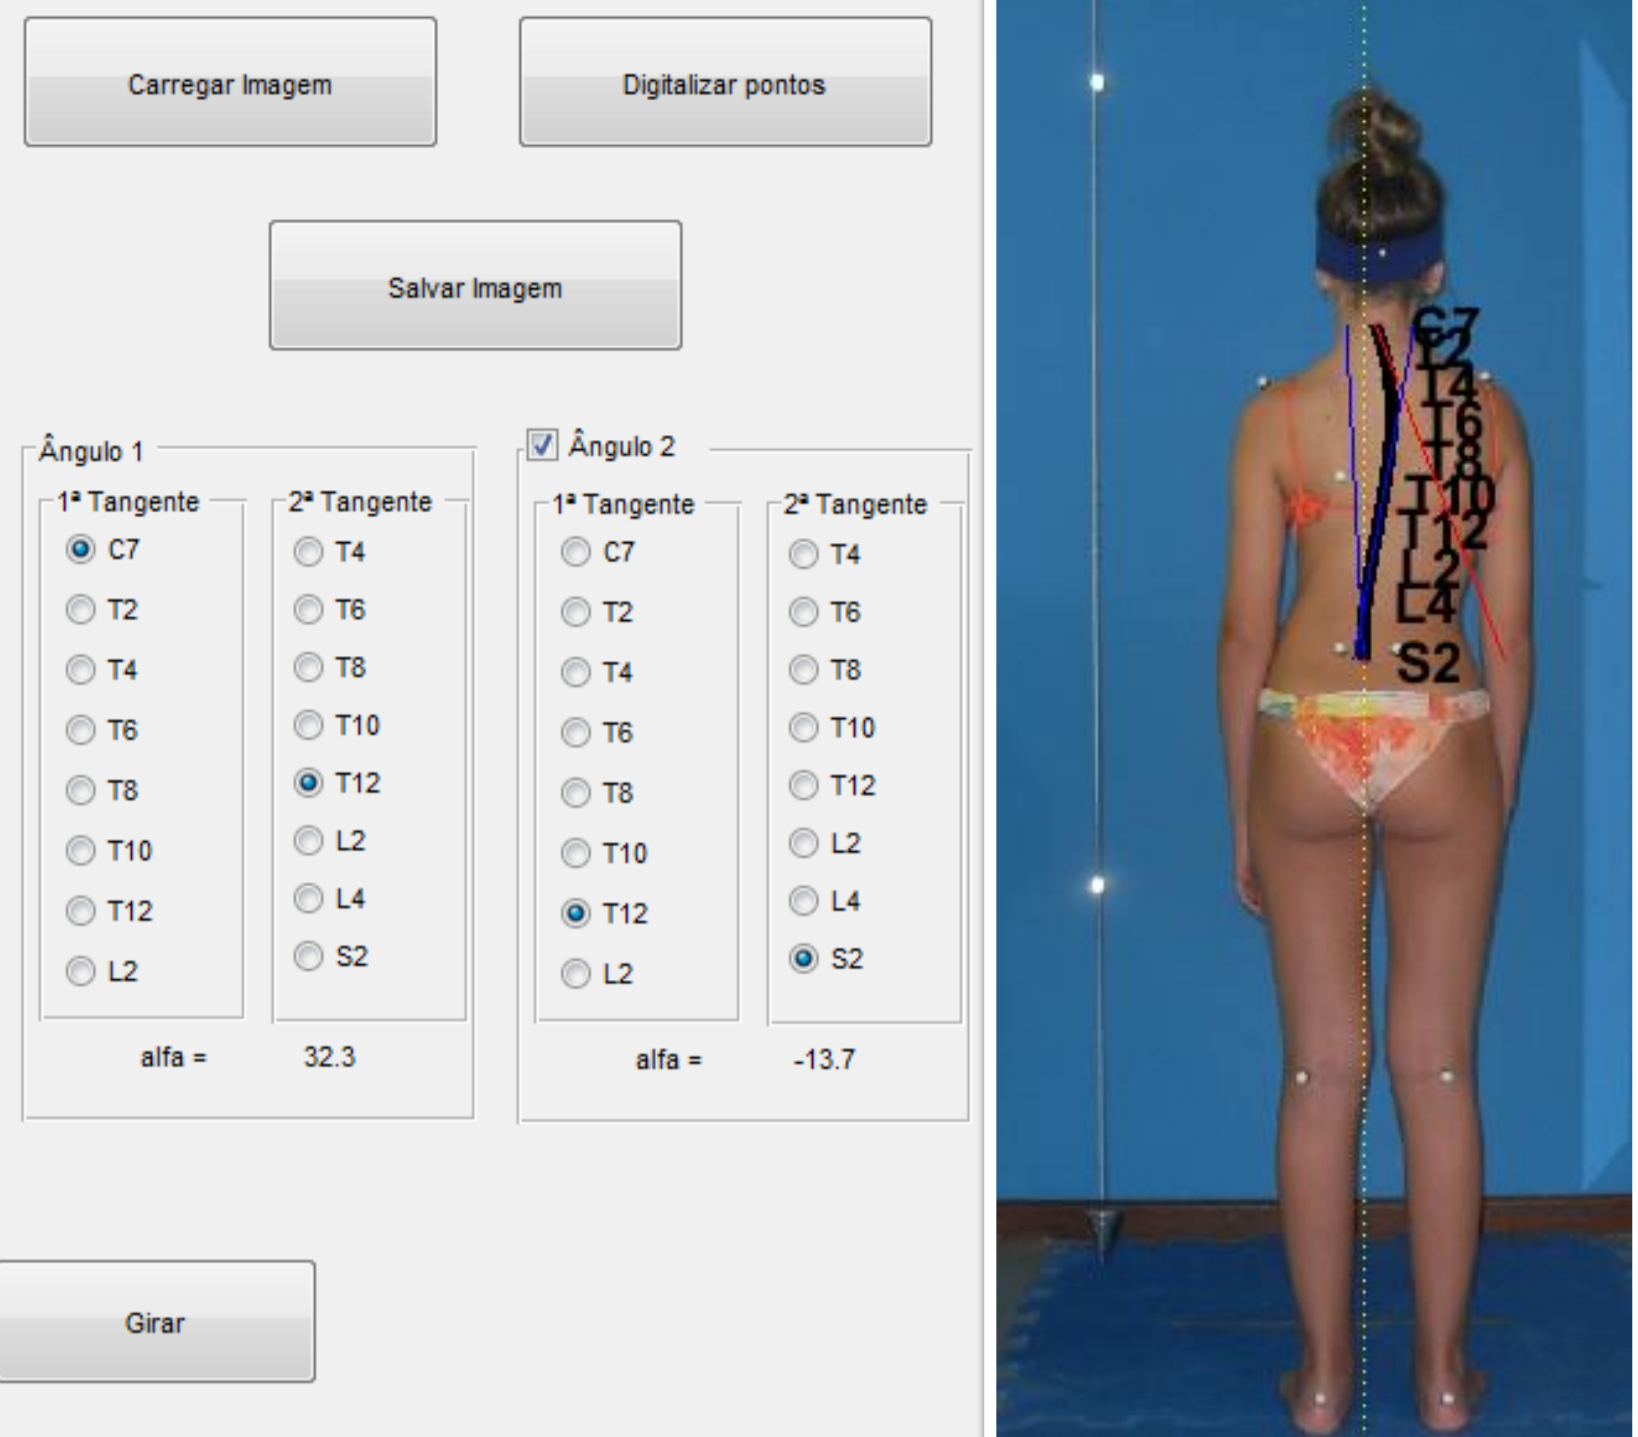 Carregar Imagem
Digitalizar pontos
Salvar Imagem
Ângulo 1
1ª Tangente
C7
T2
T4
T6
T8
T10
T12
L2
2ª Tangente
T4
T6
T8
T10
T12
L2
L4
S2
alfa = 32.3
Ângulo 2
1ª Tangente
C7
T2
T4
T6
T8
T10
T12
L2
2ª Tangente
T4
T6
T8
T10
T12
L2
L4
S2
alfa = -13.7
Girar
C7
T2
T4
T6
T8
T10
T12
L2
L4
S2